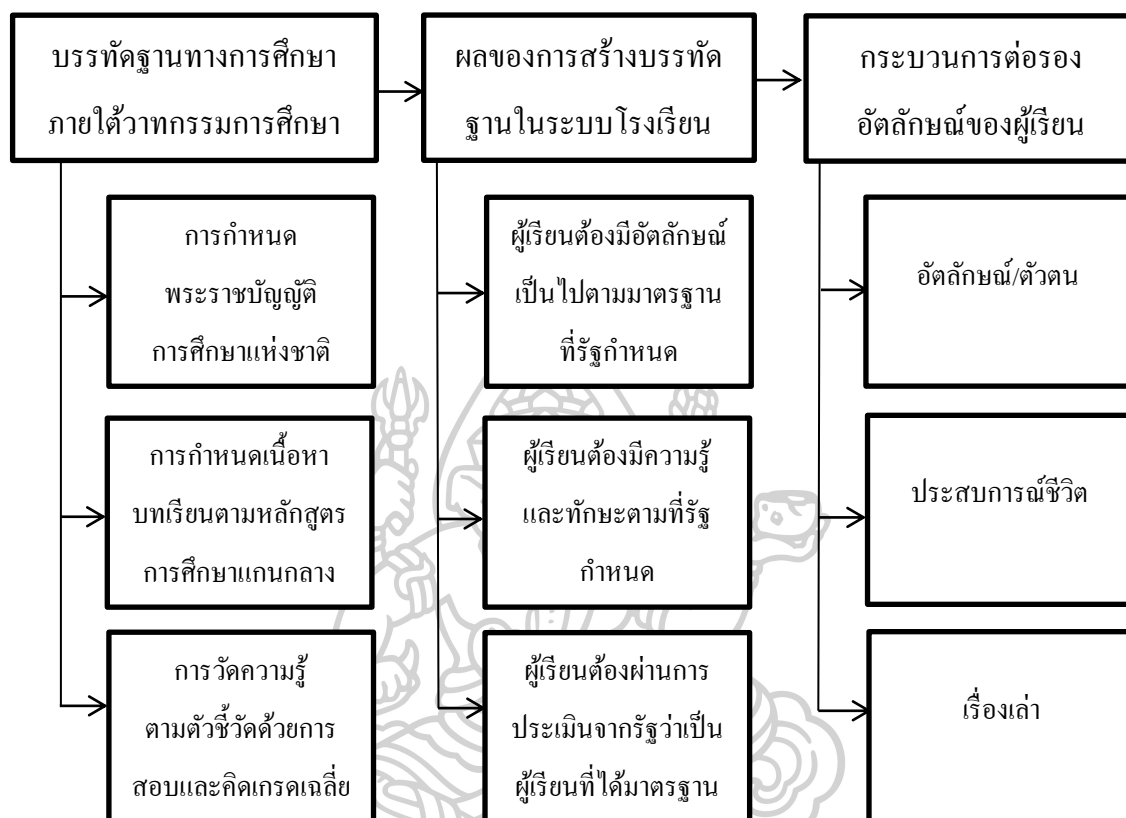 บรรทัดฐานทางการศึกษา
ภายใต้วาทกรรมการศึกษา
ผลของการสร้างบรรทัด
ฐานในระบบโรงเรียน
กระบวนการต่อรอง
อัตลักษณ์ของผู้เรียน
การกำหนด
พระราชบัญญัติ
การศึกษาแห่งชาติ
ผู้เรียนต้องมีอัตลักษณ์
เป็นไปตามมาตรฐาน
ที่รัฐกำหนด
อัตลักษณ์/ตัวตน
การกำหนดเนื้อหา
บทเรียนตามหลักสูตร
การศึกษาแกนกลาง
ผู้เรียนต้องมีความรู้
และทักษะตามที่รัฐ
กำหนด
ประสบการณ์ชีวิต
การวัดความรู้
ตามตัวชี้วัดด้วยการ
สอบและคิดเกรดเฉลี่ย
ผู้เรียนต้องผ่านการ
ประเมินจากรัฐว่าเป็น
ผู้เรียนที่ได้มาตรฐาน
เรื่องเล่า